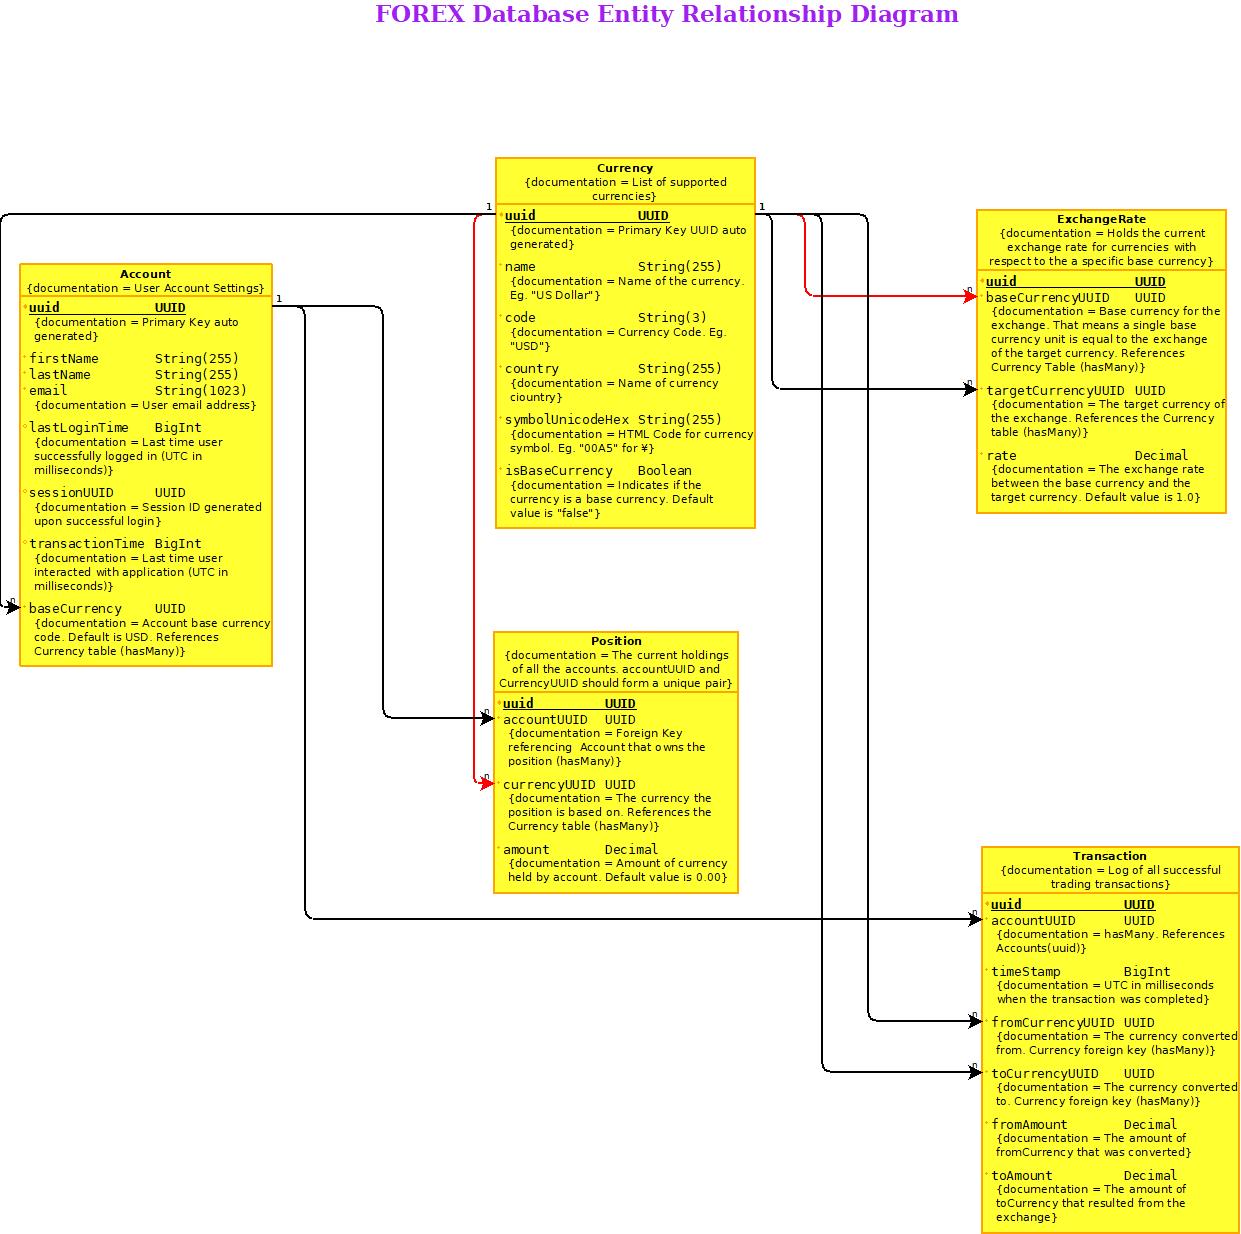 FOREX Database Entity Relationship Diagram
Currency
{documentation = List of supported
currencies}
1
1
uuid UUID
{documentation = Primary Key UUID auto
generated}
name String(255)
{documentation = Name of the currency.
Eg. "US Dollar"}
code String(3)
{documentation = Currency Code. Eg.
"USD"}
country String(255)
{documentation = Name of currency
ciountry}
symbolUnicodeHex String(255)
{documentation = HTML Code for currency
symbol. Eg. "00A5" for ¥}
isBaseCurrency Boolean
{documentation = Indicates if the
currency is a base currency. Default
value is "false"}
ExchangeRate
{documentation = Holds the current
exchange rate for currencies with
respect to the a specific base currency}
uuid UUID
n
baseCurrencyUUID UUID
{documentation = Base currency for the
exchange. That means a single base
currency unit is equal to the exchange
of the target currency. References
Currency Table (hasMany)}
n
targetCurrencyUUID UUID
{documentation = The target currency of
the exchange. References the Currency
table (hasMany)}
rate Decimal
{documentation = The exchange rate
between the base currency and the
target currency. Default value is 1.0}
Account
{documentation = User Account Settings}
1
uuid UUID
{documentation = Primary Key auto
generated}
firstName String(255)
lastName String(255)
email String(1023)
{documentation = User email address}
lastLoginTime BigInt
{documentation = Last time user
successfully logged in (UTC in
milliseconds)}
sessionUUID UUID
{documentation = Session ID generated
upon successful login}
transactionTime BigInt
{documentation = Last time user
interacted with application (UTC in
milliseconds)}
n
baseCurrency UUID
{documentation = Account base currency
code. Default is USD. References
Currency table (hasMany)}
Position
{documentation = The current holdings
of all the accounts. accountUUID and
CurrencyUUID should form a unique pair}
uuid UUID
n
accountUUID UUID
{documentation = Foreign Key
referencing  Account that owns the
position (hasMany)}
n
currencyUUID UUID
{documentation = The currency the
position is based on. References the
Currency table (hasMany)}
amount Decimal
{documentation = Amount of currency
held by account. Default value is 0.00}
Transaction
{documentation = Log of all successful
trading transactions}
uuid UUID
n
accountUUID UUID
{documentation = hasMany. References
Accounts(uuid)}
timeStamp BigInt
{documentation = UTC in milliseconds
when the transaction was completed}
n
fromCurrencyUUID UUID
{documentation = The currency converted
from. Currency foreign key (hasMany)}
n
toCurrencyUUID UUID
{documentation = The currency converted
to. Currency foreign key (hasMany)}
fromAmount Decimal
{documentation = The amount of
fromCurrency that was converted}
toAmount Decimal
{documentation = The amount of
toCurrency that resulted from the
exchange}